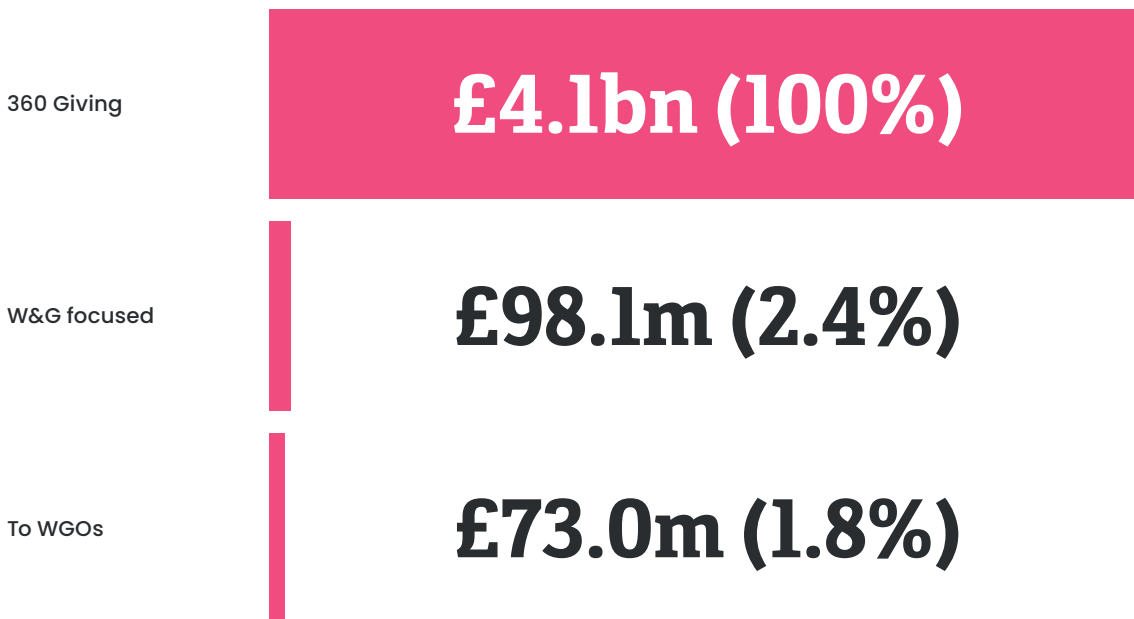 360 Giving
£4.1bn (100%)
W&G focused
£98.1m (2.4%)
To WGOs
£73.0m (1.8%)